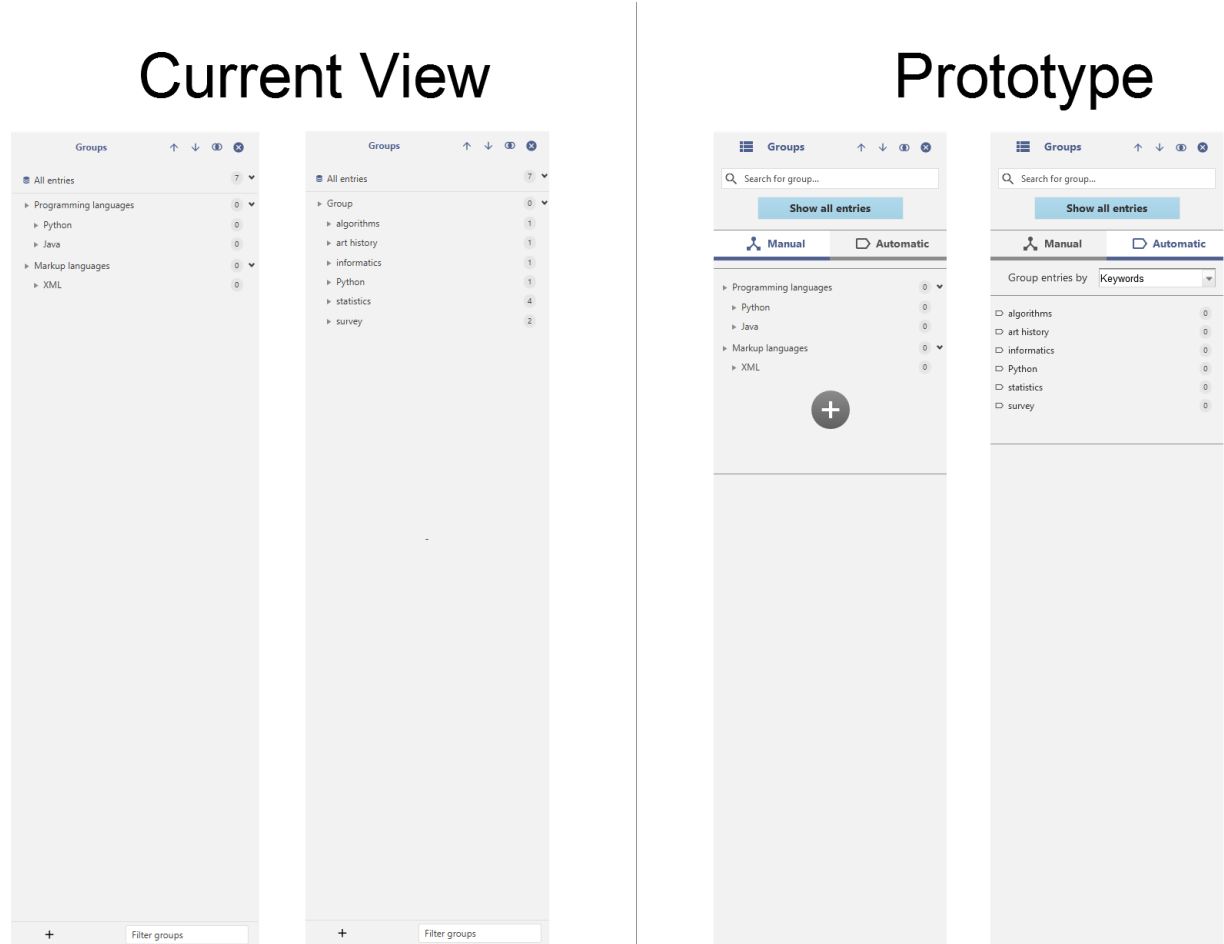 Current View
Groups
All entries 7
Programming languages 0
Python 0
Java 0
Markup languages 0
XML 0
+ Filter groups
Groups
All entries 7
Group 0
algorithms 1
art history 1
informatics 1
Python 1
statistics 4
survey 2
-
+ Filter groups
Prototype
Groups
Search for group...
Show all entries
Manual Automatic
Programming languages 0
Python 0
Java 0
Markup languages 0
XML 0
+
Groups
Search for group...
Show all entries
Manual Automatic
Group entries by Keywords
algorithms 0
art history 0
informatics 0
Python 0
statistics 0
survey 0